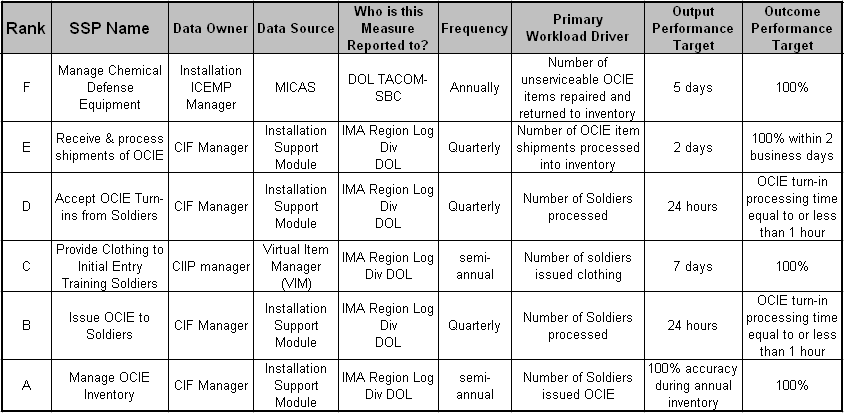 Rank
SSP Name
Data Owner
Data Source
Who is this
Measure
Reported to?
Frequency
Primary
Workload Driver
Output
Performance
Target
Outcome
Performance
Target
F
Manage Chemical
Defense
Equipment
Installation
ICEMP
Manager
MICAS
DOL TACOM-
SBC
Annually
Number of
unserviceable OCIE
items repaired and
returned to inventory
5 days
100%
E
Receive & process
shipments of OCIE
CIF Manager
Installation
Support
Module
IMA Region Log
Div
DOL
Quarterly
Number of OCIE item
shipments processed
into inventory
2 days
100% within 2
business days
D
Accept OCIE Turn-
ins from Soldiers
CIF Manager
Installation
Support
Module
IMA Region Log
Div
DOL
Quarterly
Number of Soldiers
processed
24 hours
OCIE turn-in
processing time
equal to or less
than 1 hour
C
Provide Clothing to
Initial Entry
Training Soldiers
CIIP manager
Virtual Item
Manager
(VIM)
IMA Region Log
Div DOL
semi-
annual
Number of soldiers
issued clothing
7 days
100%
B
Issue OCIE to
Soldiers
CIF Manager
Installation
Support
Module
IMA Region Log
Div
DOL
Quarterly
Number of Soldiers
processed
24 hours
OCIE turn-in
processing time
equal to or less
than 1 hour
A
Manage OCIE
Inventory
CIF Manager
Installation
Support
Module
IMA Region Log
Div DOL
semi-
annual
Number of Soldiers
issued OCIE
100% accuracy
during annual
inventory
100%